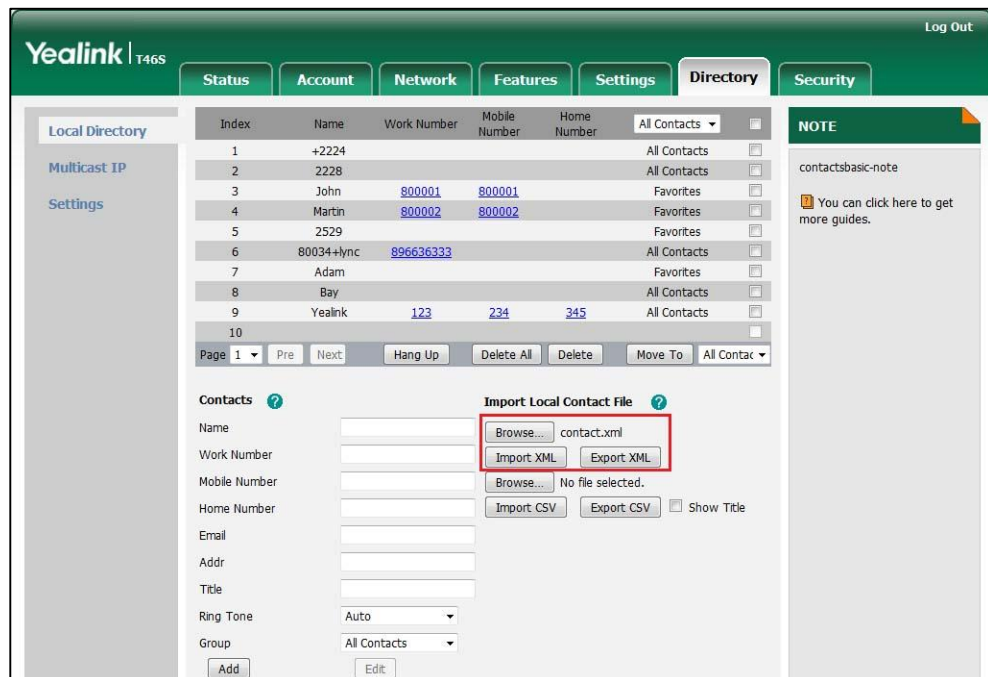 Log Out
Yealink | T46S
Status Account Network Features Settings Directory Security
Local Directory
Multicast IP
Settings
Index Name Work Number Mobile Number Home Number All Contacts
1 +2224 All Contacts
2 2228 All Contacts
3 John 800001 800001 Favorites
4 Martin 800002 800002 Favorites
5 2529 Favorites
6 80034+lync 896636333 All Contacts
7 Adam Favorites
8 Bay All Contacts
9 Yealink 123 234 345 All Contacts
10
Page 1 Pre Next Hang Up Delete All Delete Move To All Contac
NOTE
contactsbasic-note
? You can click here to get
more guides.
Contacts ? Import Local Contact File ?
Name Browse... contact.xml
Work Number Import XML Export XML
Mobile Number Browse... No file selected.
Home Number Import CSV Export CSV Show Title
Email
Addr
Title
Ring Tone Auto
Group All Contacts
Add Edit